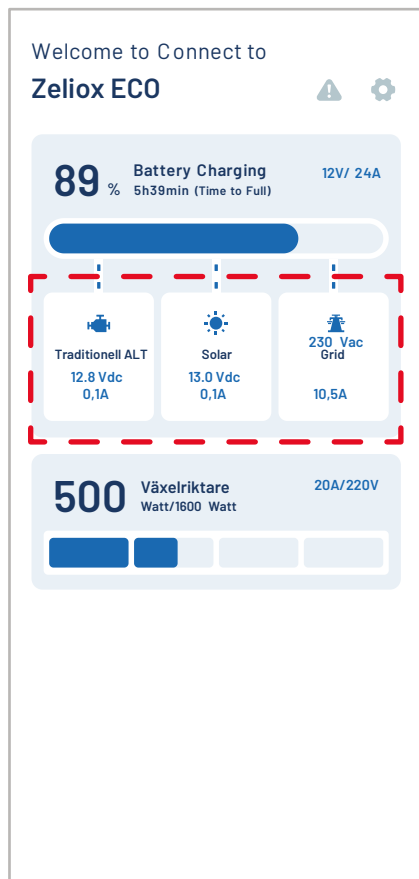 Welcome to Connect to
Zeliox ECO
89 %
Battery Charging
12V/ 24A
5h39min (Time to Full)
Traditionell ALT
12.8 Vdc
0,1A
Solar
13.0 Vdc
0,1A
230 Vac
Grid
10,5A
500
Växelriktare
20A/220V
Watt/1600 Watt